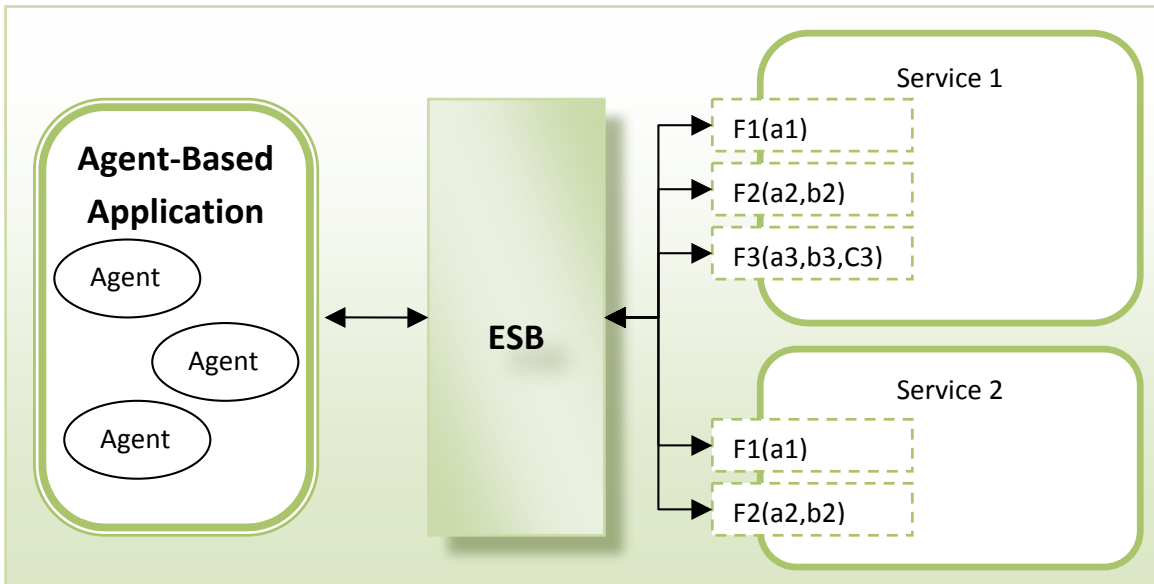 Agent-Based
Application
Agent
Agent
Agent
ESB
Service 1
F1(a1)
F2(a2,b2)
F3(a3,b3,C3)
Service 2
F1(a1)
F2(a2,b2)